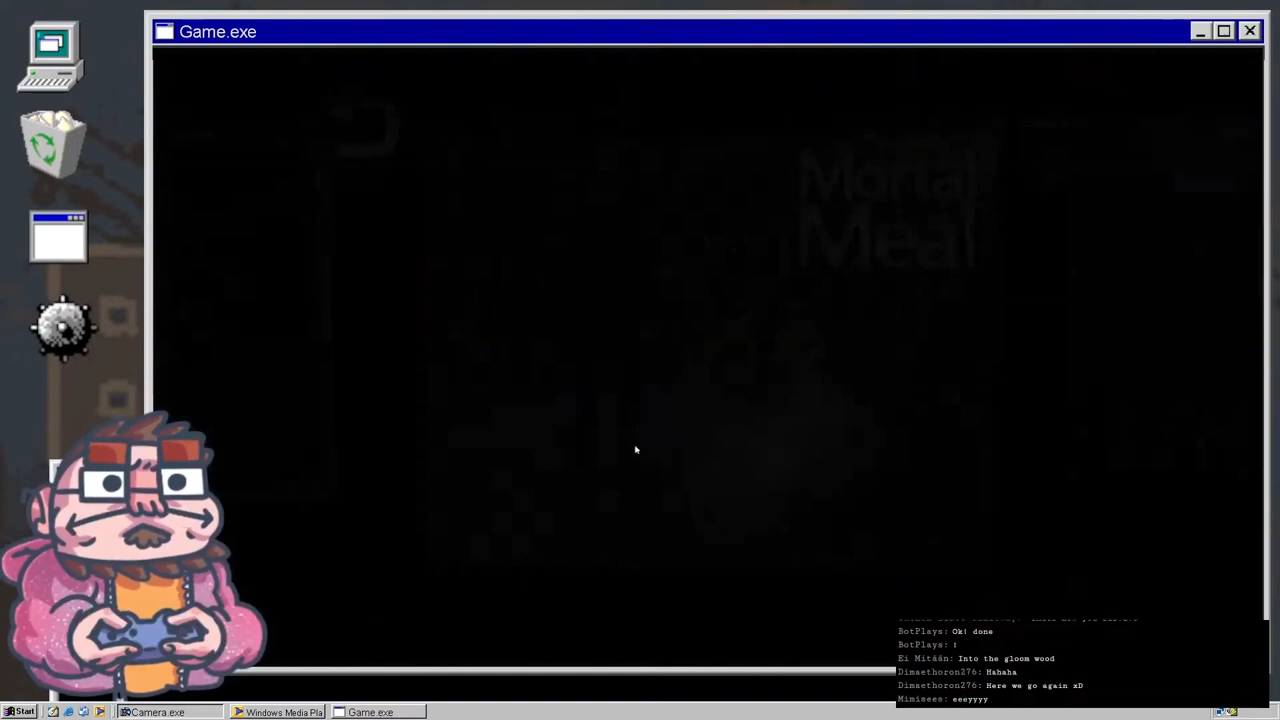 Game.exe
Mortal
Meal
BotPlays: Ok! done
BotPlays: !
Ei Mitään: Into the gloom wood
Dimaethoron276: Hahaha
Dimaethoron276: Here we go again xD
Mimisees: eeeyyyy
Start
Camera.exe
Windows Media Pla
Game.exe